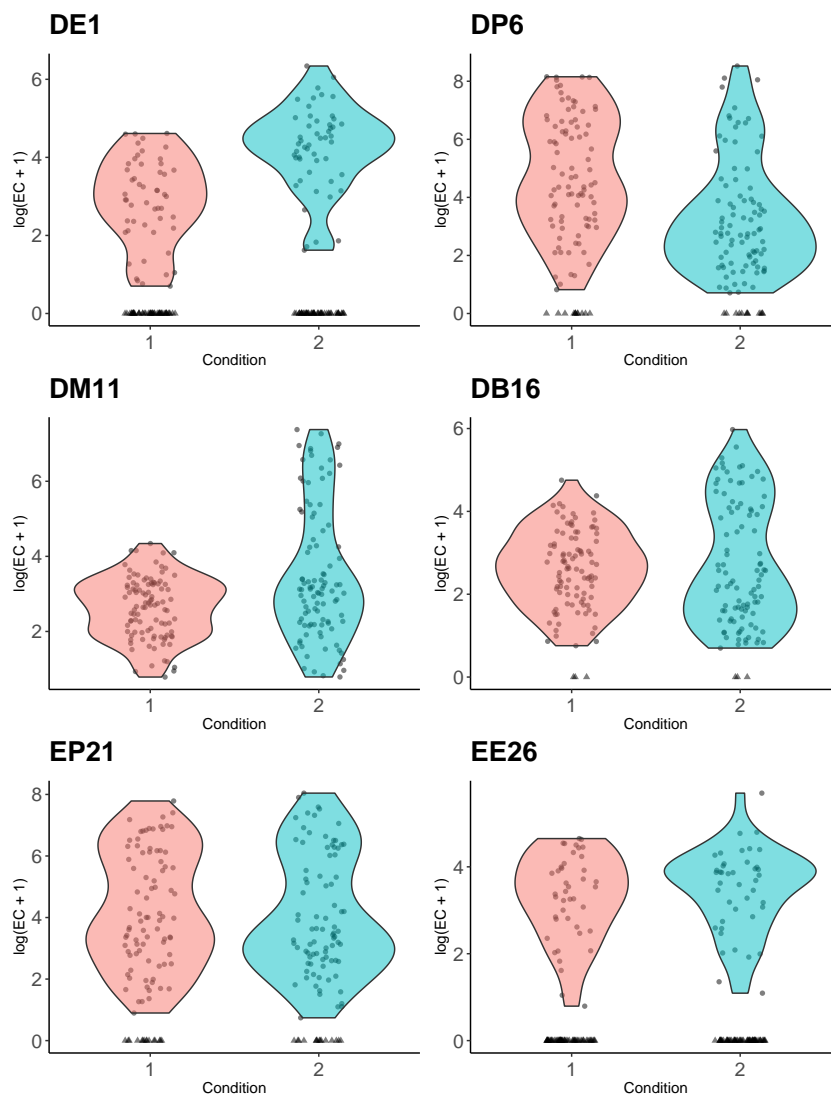 DE1
log(EC + 1)
6
4
2
0
1 2
Condition
DP6
log(EC + 1)
8
6
4
2
0
1 2
Condition
DM11
log(EC + 1)
6
4
2
1 2
Condition
DB16
log(EC + 1)
6
4
2
0
1 2
Condition
EP21
log(EC + 1)
8
6
4
2
0
1 2
Condition
EE26
log(EC + 1)
4
2
0
1 2
Condition